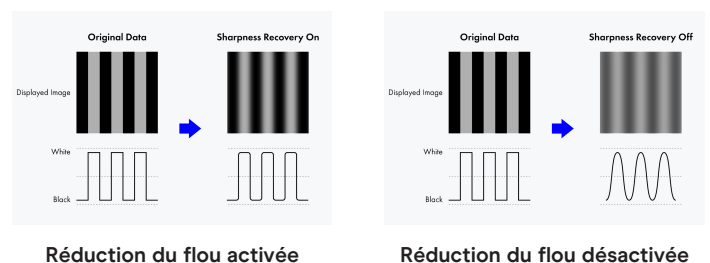 Original Data
Sharpness Recovery On
Displayed Image
White
Black
Réduction du flou activée
Original Data
Sharpness Recovery Off
Displayed Image
White
Black
Réduction du flou désactivée